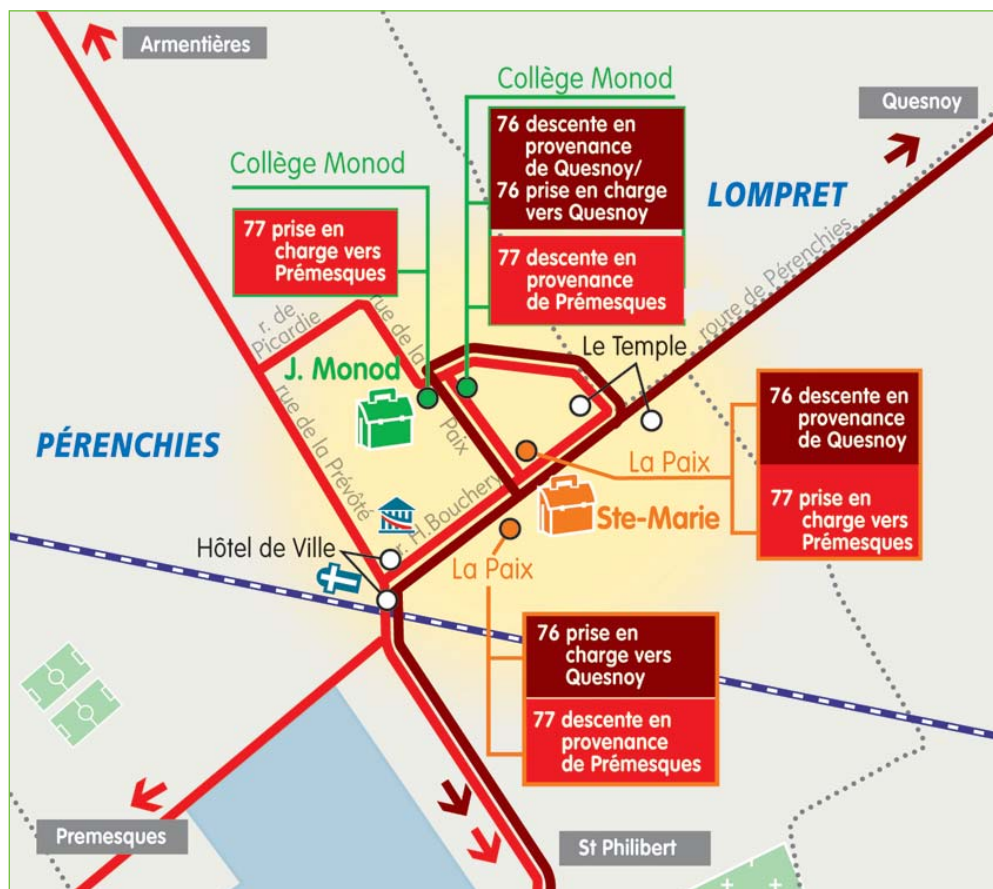 Armentières
Collège Monod
Quesnoy
76 descente en
provenance
de Quesnoy/
76 prise en charge
vers Quesnoy
77 descente en
provenance
de Prémesques
Collège Monod
77 prise en
charge vers
Prémesques
LOMPRET
route de Pérenchies
r. de
Picardie
rue de la
Paix
J. Monod
Le Temple
rue de la Prévôté
PÉRENCHIES
76 descente en
provenance
de Quesnoy
77 prise en
charge vers
Prémesques
La Paix
r. H.Bouchery
Ste-Marie
Hôtel de Ville
La Paix
76 prise en
charge vers
Quesnoy
77 descente en
provenance
de Prémesques
Premesques
St Philibert